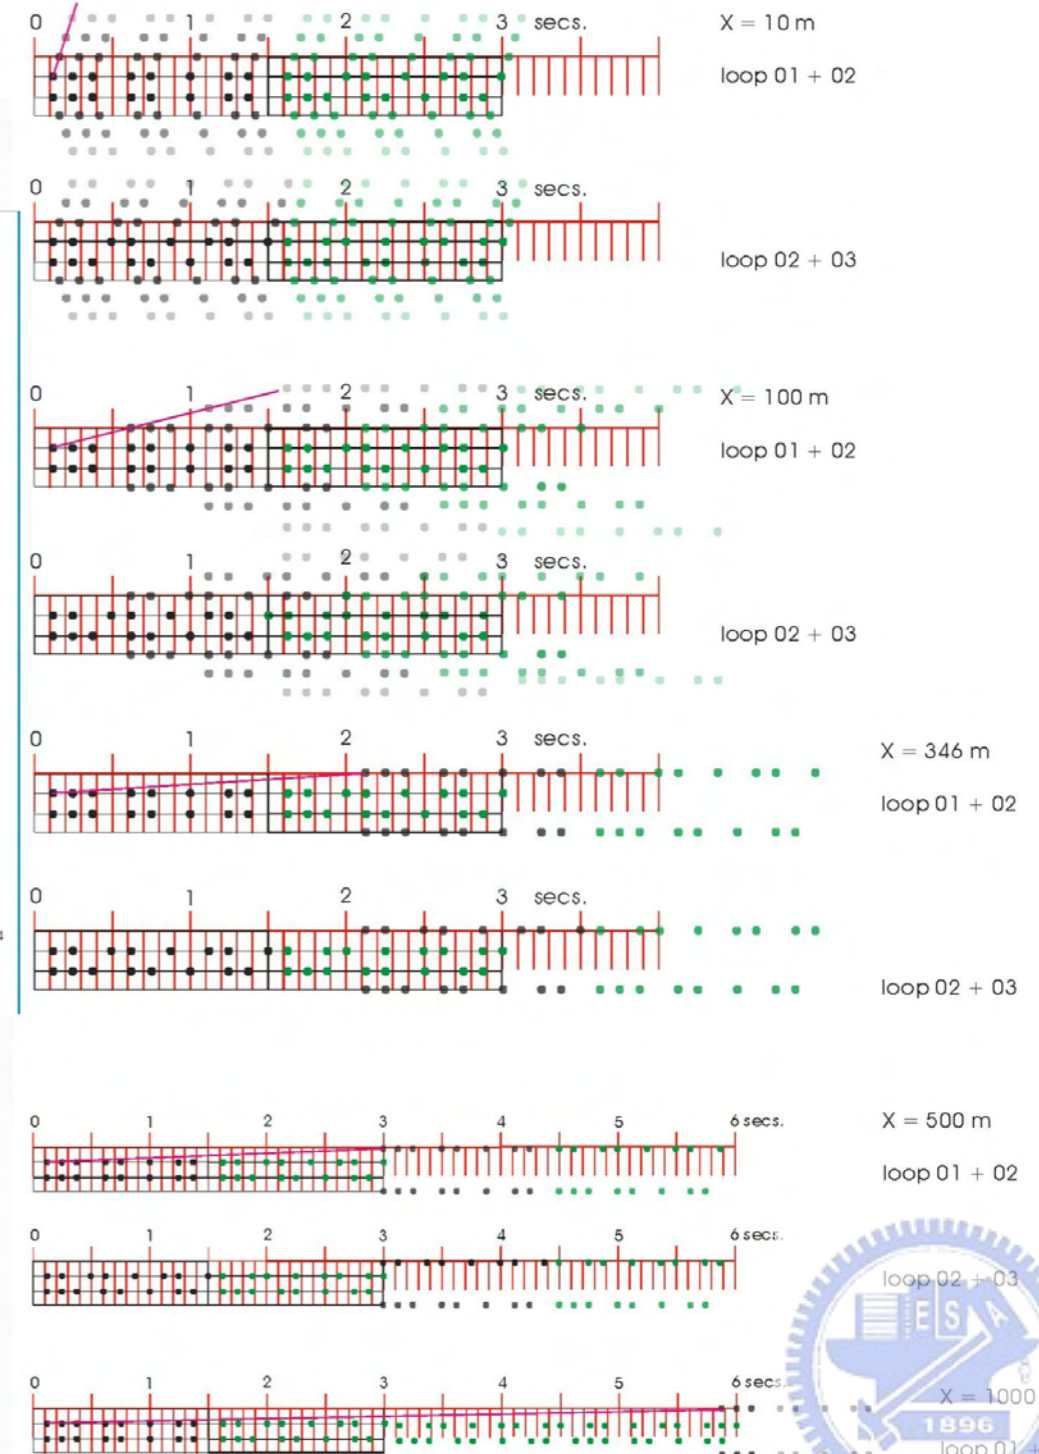 0 1 2 3 secs. X = 10 m
loop 01 + 02
0 1 2 3 secs.
loop 02 + 03
0 1 2 3 secs. X = 100 m
loop 01 + 02
0 1 2 3 secs.
loop 02 + 03
0 1 2 3 secs. X = 346 m
loop 01 + 02
0 1 2 3 secs.
4
loop 02 + 03
0 1 2 3 4 5 6 secs. X = 500 m
loop 01 + 02
0 1 2 3 4 5 6 secs.
loop 02 + 03
E S A
0 1 2 3 4 5 6 secs. X = 1000
1896
loop 01 +